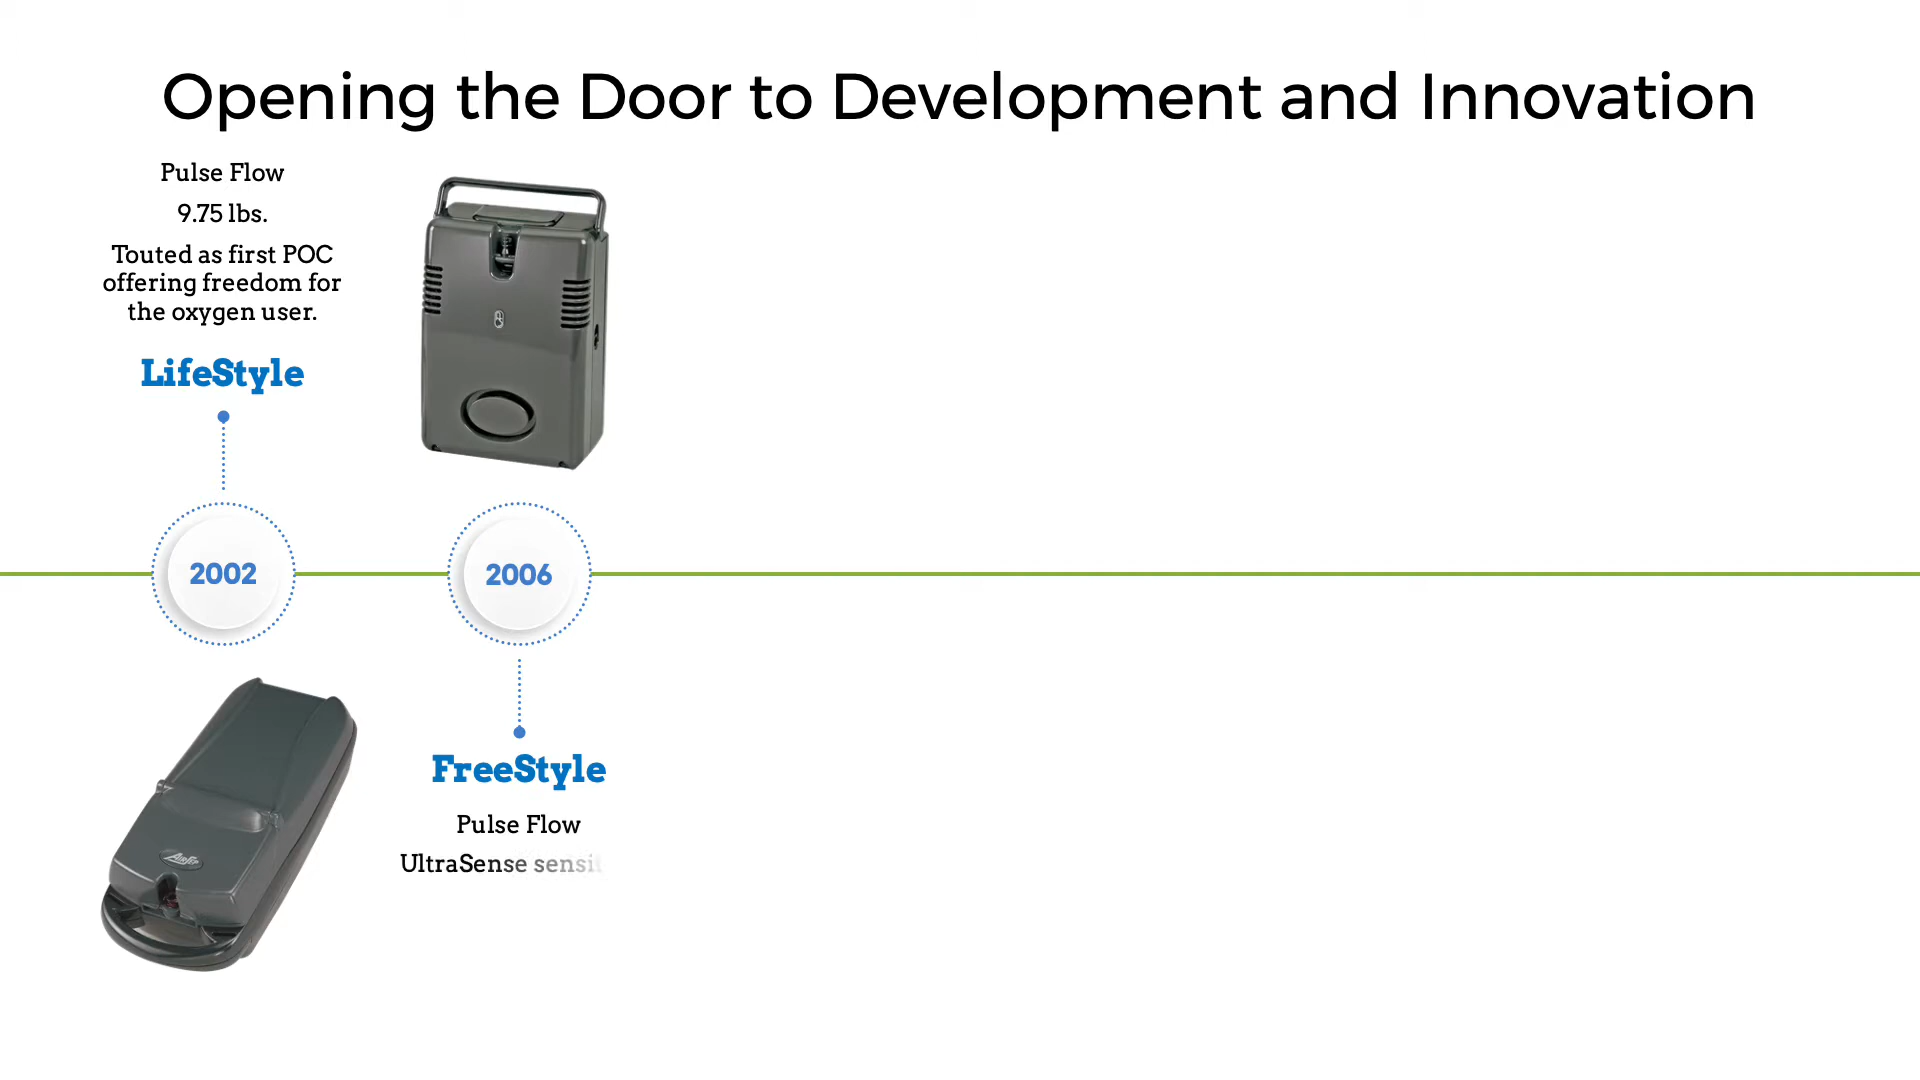 Opening the Door to Development and Innovation
Pulse Flow
9.75 lbs.
Touted as first POC
offering freedom for
the oxygen user.
LifeStyle
2002
2006
AirSep
FreeStyle
Pulse Flow
UltraSense